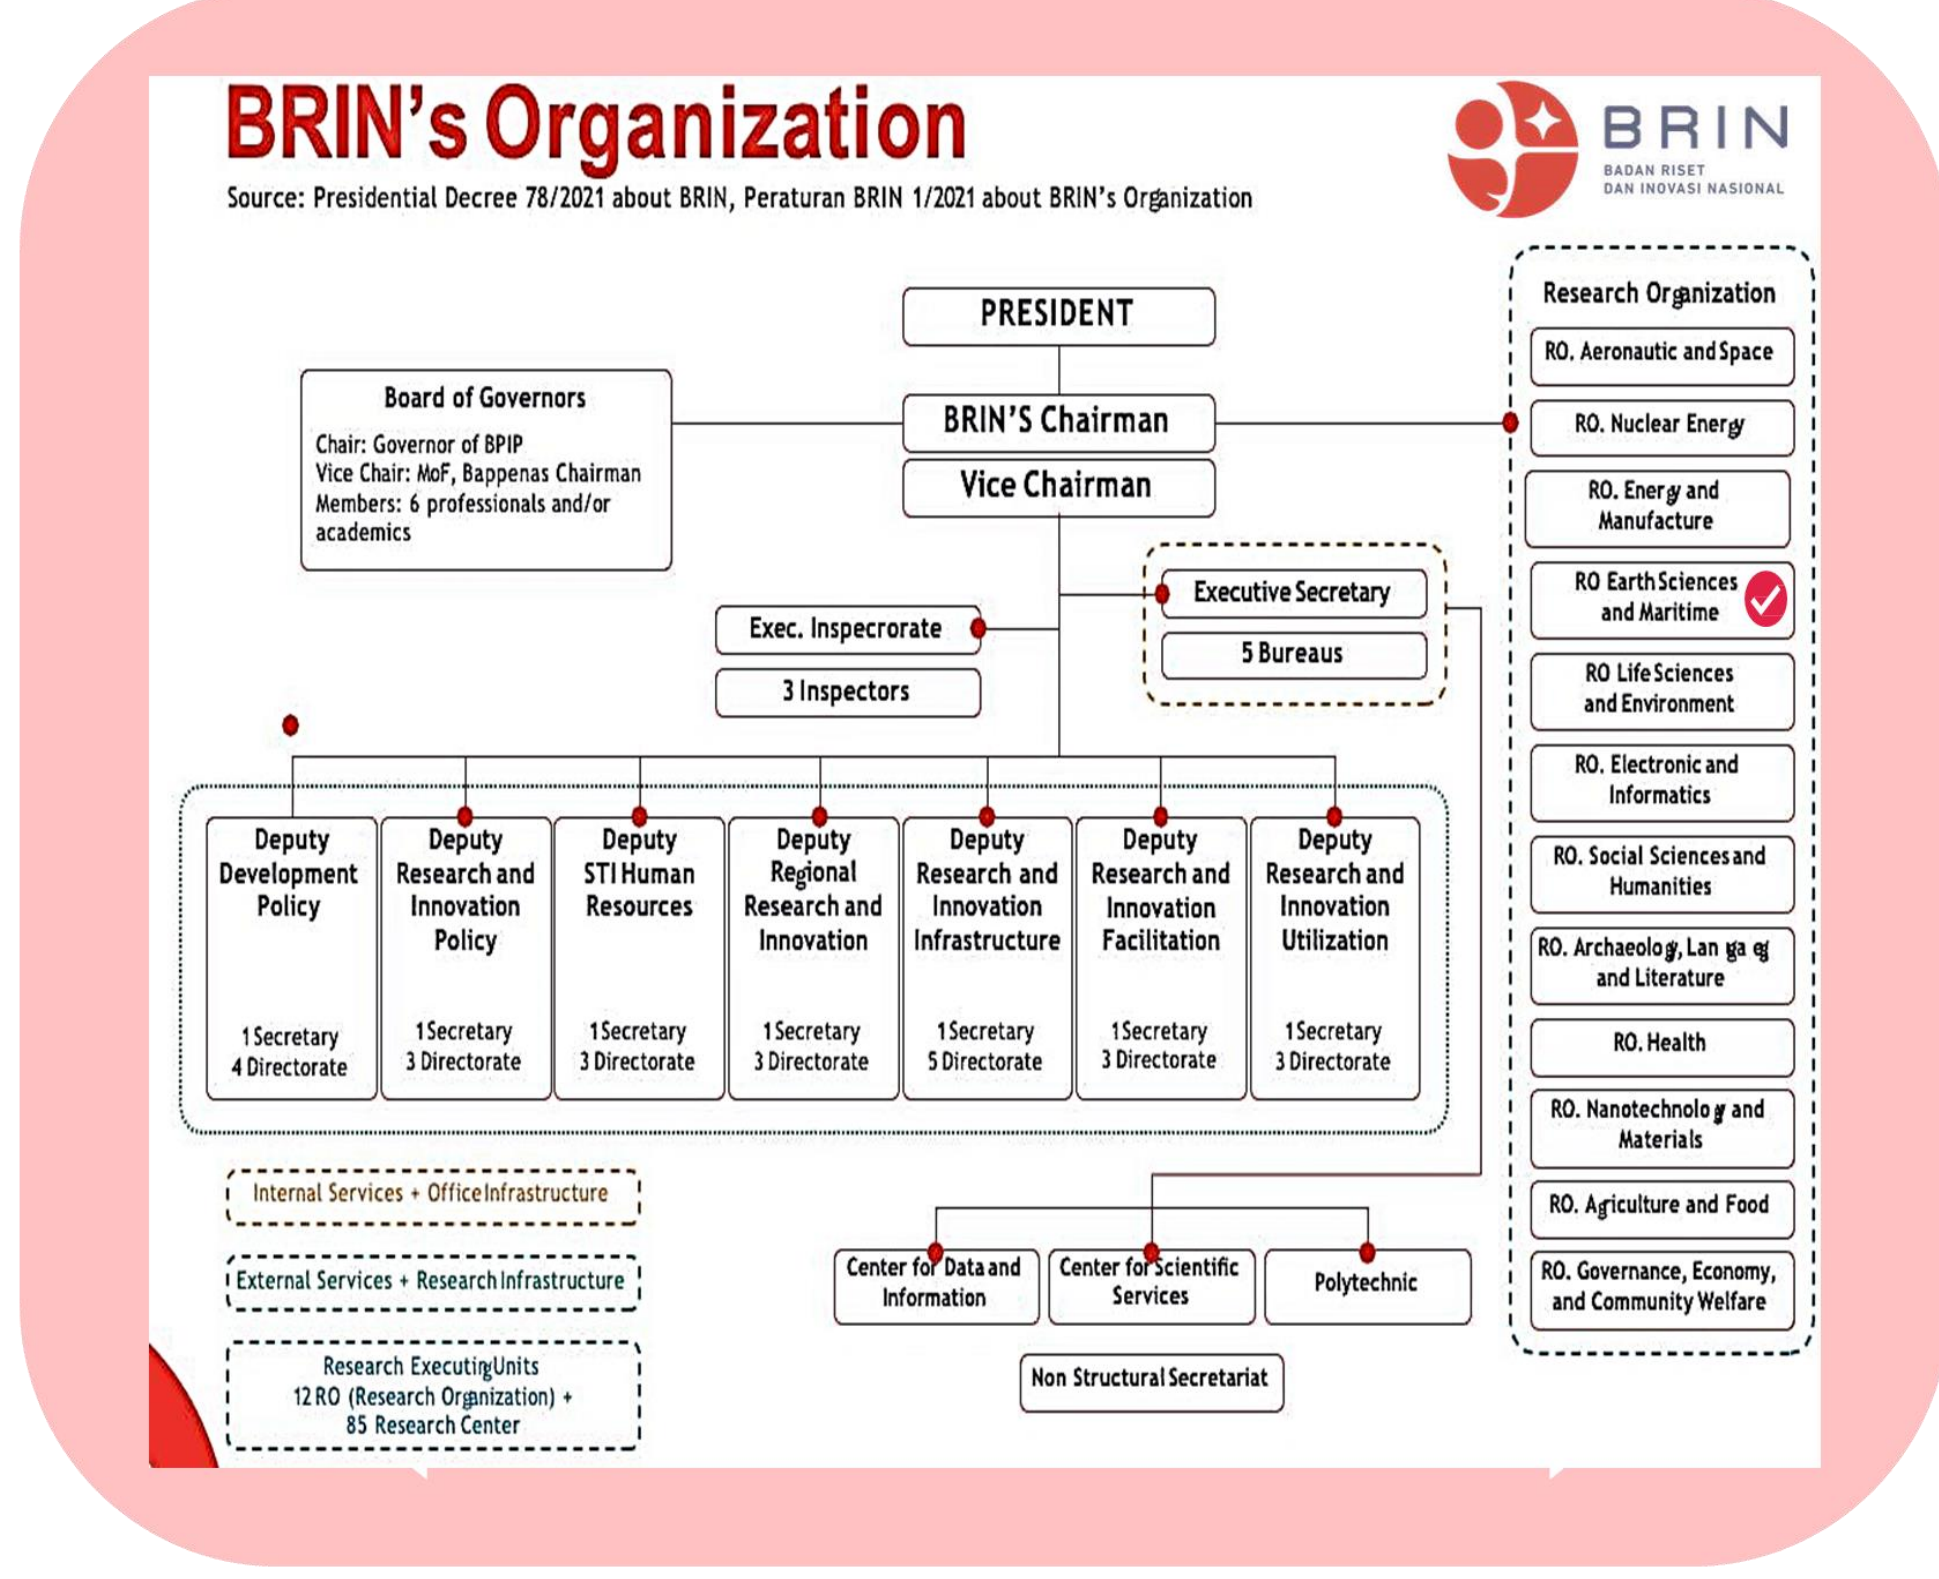 BRIN's Organization
Source: Presidential Decree 78/2021 about BRIN, Peraturan BRIN 1/2021 about BRIN's Organization
BRIN
BADAN RISET
DAN INOVASI NASIONAL
PRESIDENT
Board of Governors
Chair: Governor of BPIP
Vice Chair: MoF, Bappenas Chairman
Members: 6 professionals and/or
academics
BRIN'S Chairman
Vice Chairman
Executive Secretary
5 Bureaus
Exec. Inspecrorate
3 Inspectors
Deputy
Development
Policy
1 Secretary
4 Directorate
Deputy
Research and
Innovation
Policy
1 Secretary
3 Directorate
Deputy
STI Human
Resources
1 Secretary
3 Directorate
Deputy
Regional
Research and
Innovation
1 Secretary
3 Directorate
Deputy
Research and
Innovation
Infrastructure
1 Secretary
5 Directorate
Deputy
Research and
Innovation
Facilitation
1 Secretary
3 Directorate
Deputy
Research and
Innovation
Utilization
1 Secretary
3 Directorate
Internal Services + Office Infrastructure
External Services + Research Infrastructure
Research Executing Units
12 RO (Research Organization) +
85 Research Center
Center for Data and
Information
Center for Scientific
Services
Polytechnic
Non Structural Secretariat
Research Organization
RO. Aeronautic and Space
RO. Nuclear Energy
RO. Energy and
Manufacture
RO Earth Sciences
and Maritime
RO Life Sciences
and Environment
RO. Electronic and
Informatics
RO. Social Sciences and
Humanities
RO. Archaeology, Langaeg
and Literature
RO. Health
RO. Nanotechnology and
Materials
RO. Agriculture and Food
RO. Governance, Economy,
and Community Welfare